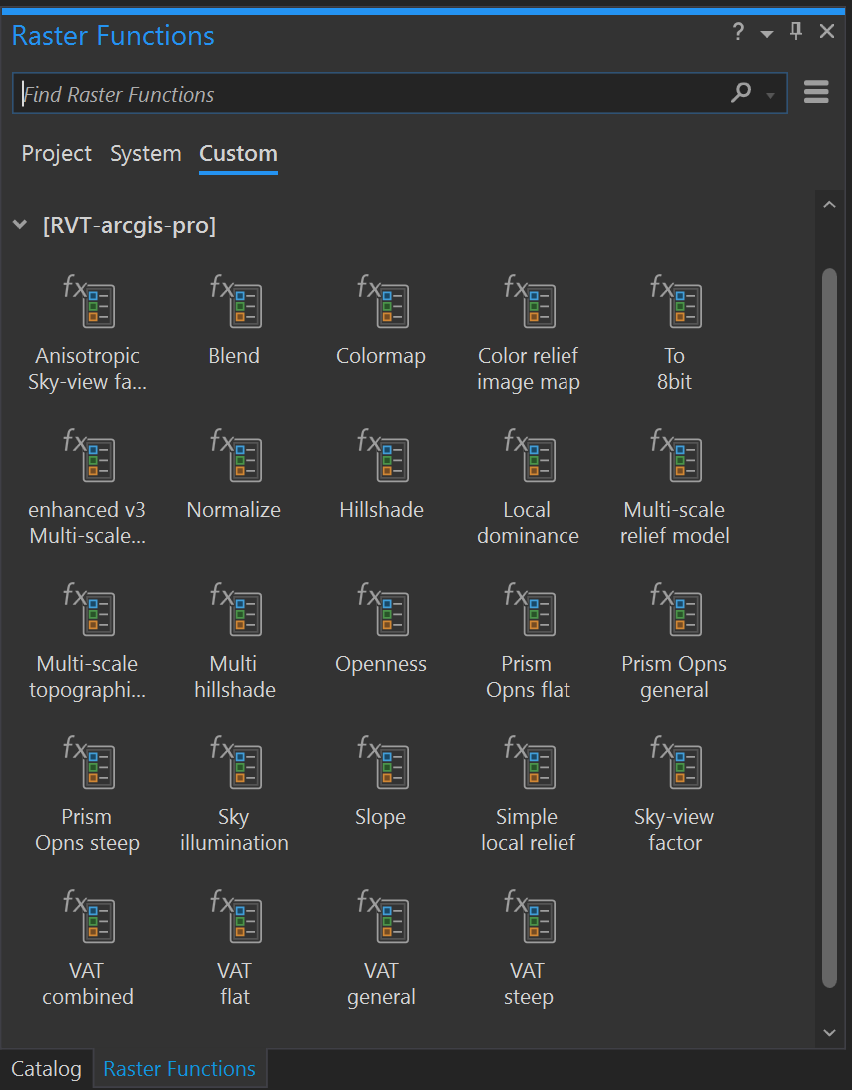 Raster Functions
Find Raster Functions
Project System Custom
[RVT-arcgis-pro]
fx fx fx fx fx
Anisotropic Blend Colormap Color relief To
Sky-view fa... image map 8bit
fx fx fx fx fx
enhanced v3 Normalize Hillshade Local Multi-scale
Multi-scale... dominance relief model
fx fx fx fx fx
Multi-scale Multi Openness Prism Prism Opns
topographi... hillshade Opns flat general
fx fx fx fx fx
Prism Sky Slope Simple Sky-view
Opns steep illumination local relief factor
fx fx fx fx
VAT VAT VAT VAT
combined flat general steep
Catalog Raster Functions